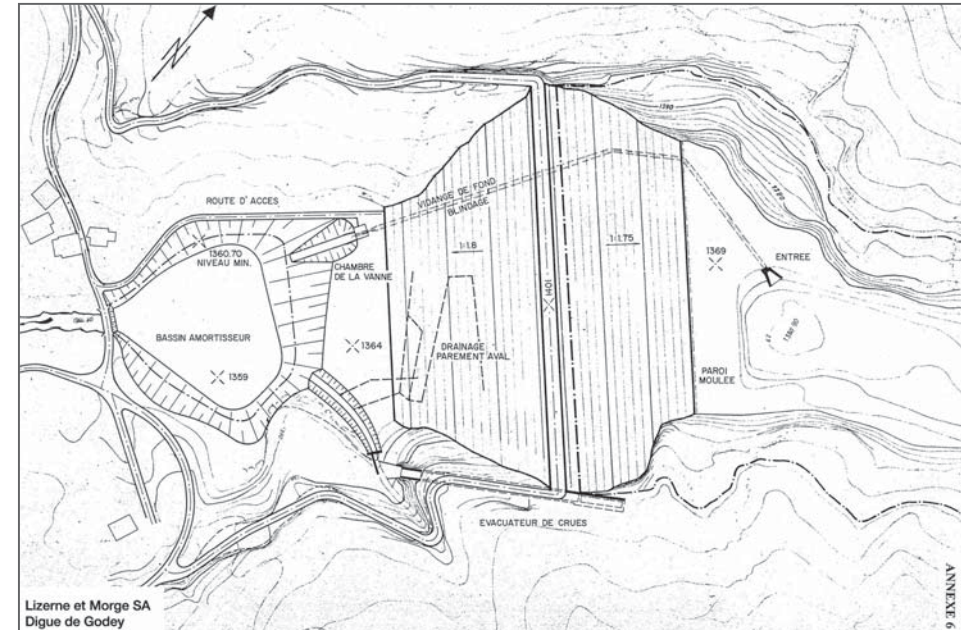 1380
ROUTE D'ACCES
VIDANGE DE FOND
BLINDAGE
1360.70
NIVEAU MIN.
1:1.8
1:1.75
1369
ENTREE
CHAMBRE
DE LA VANNE
1401
BASSIN AMORTISSEUR
1364
DRAINAGE
PAREMENT AVAL
1359
PAROI
MOULEE
EVACUATEUR DE CRUES
Lizerne et Morge SA
Digue de Godey
ANNEXE 6